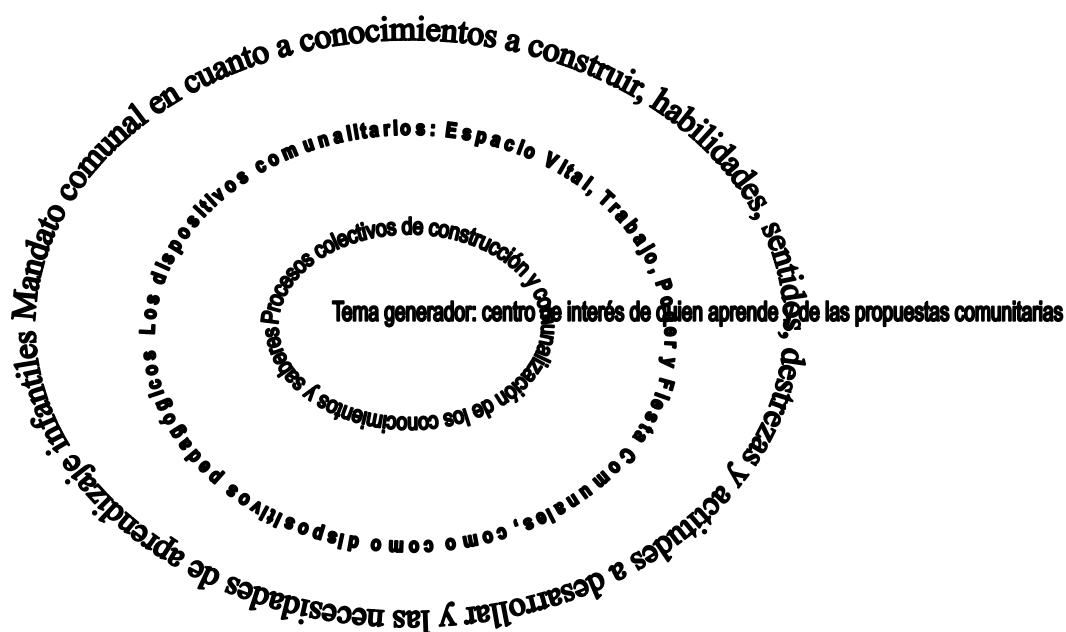 Mandato comunal en cuanto a conocimientos a construir, habilidades, sentidos, destrezas y actitudes a desarrollar y las necesidades de aprendizaje infantiles
Los dispositivos comunalitarios: Espacio Vital, Trabajo, Poder y Fiesta Comunales, como como dispositivos pedagógicos
Procesos colectivos de construcción y comunalización de los conocimientos y saberes
Tema generador: centro de interés de quien aprende y de las propuestas comunitarias